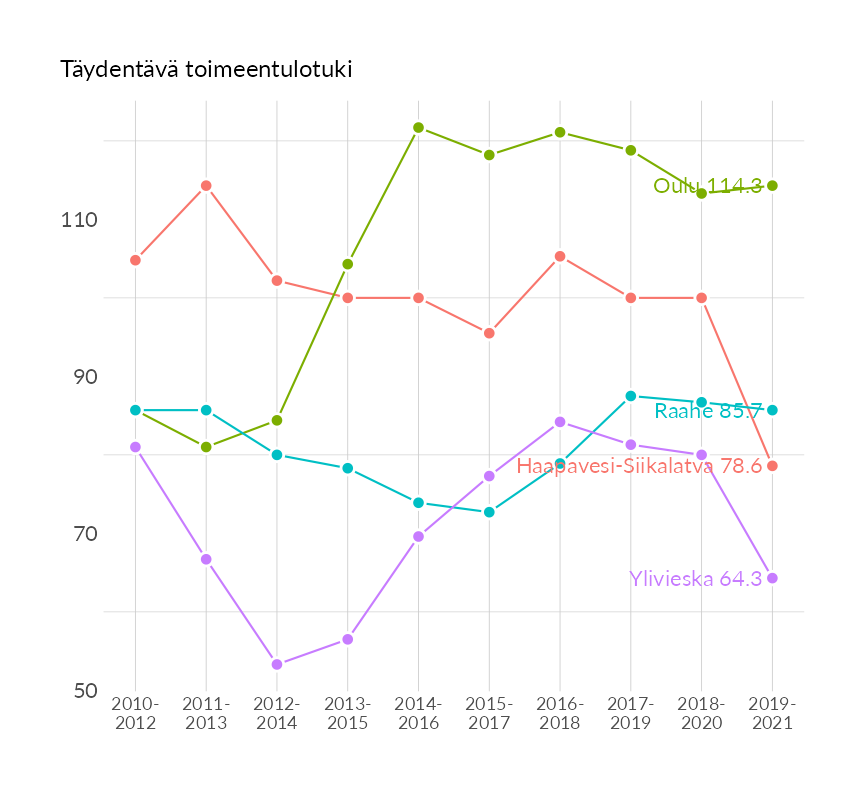 Täydentävä toimeentulotuki
110
90
70
50
Oulu 114.3
Raahe 85.7
Haapavesi-Siikalatva 78.6
Ylivieska 64.3
2010- 2011- 2012- 2013- 2014- 2015- 2016- 2017- 2018- 2019-
2012 2013 2014 2015 2016 2017 2018 2019 2020 2021